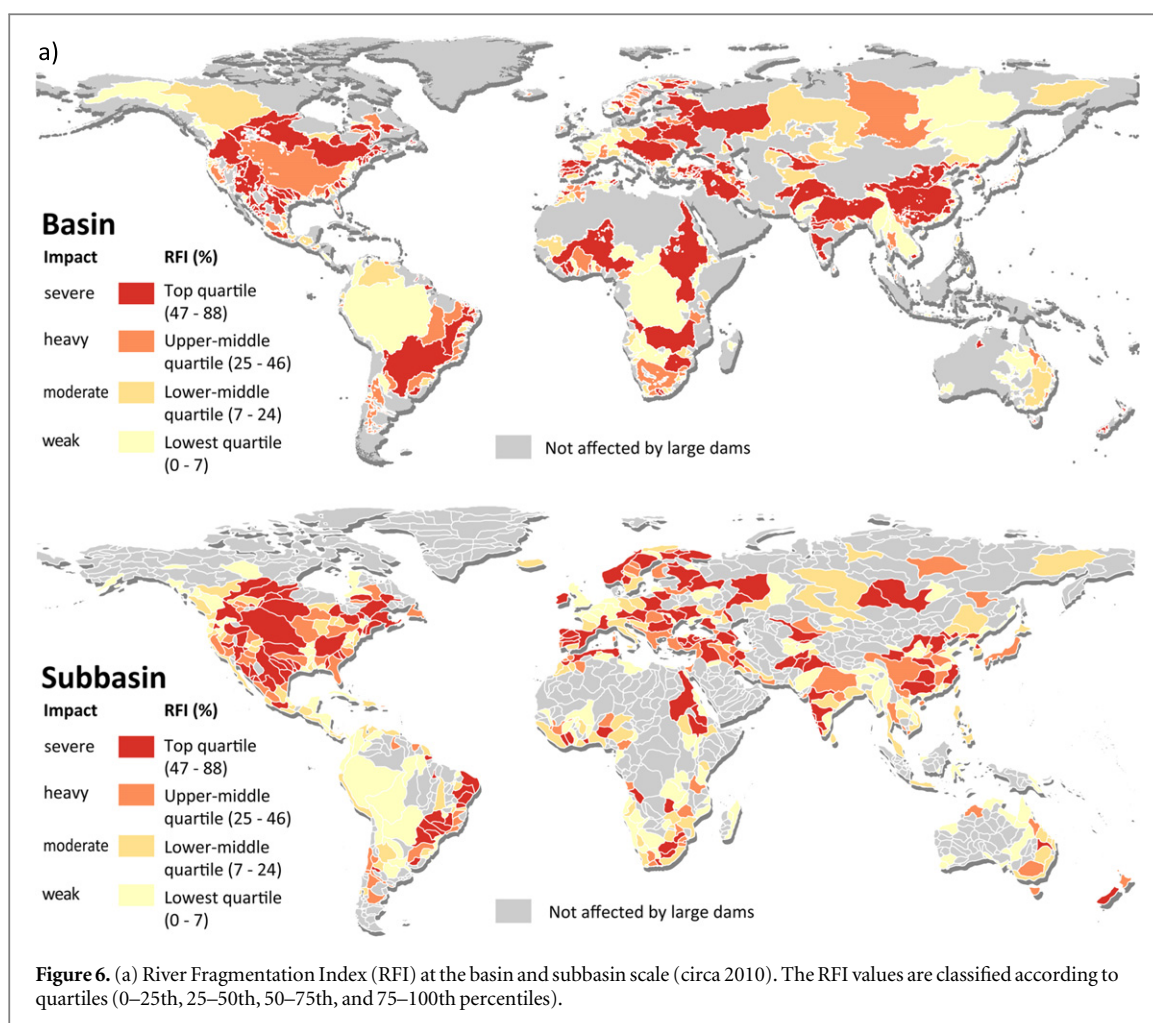 a)
Basin
Impact RFI (%)
severe Top quartile
(47 - 88)
heavy Upper-middle
quartile (25 - 46)
moderate Lower-middle
quartile (7 - 24)
weak Lowest quartile
(0 - 7)
Not affected by large dams
Subbasin
Impact RFI (%)
severe Top quartile
(47 - 88)
heavy Upper-middle
quartile (25 - 46)
moderate Lower-middle
quartile (7 - 24)
weak Lowest quartile
(0 - 7)
Not affected by large dams
Figure 6. (a) River Fragmentation Index (RFI) at the basin and subbasin scale (circa 2010). The RFI values are classified according to
quartiles (0–25th, 25–50th, 50–75th, and 75–100th percentiles).